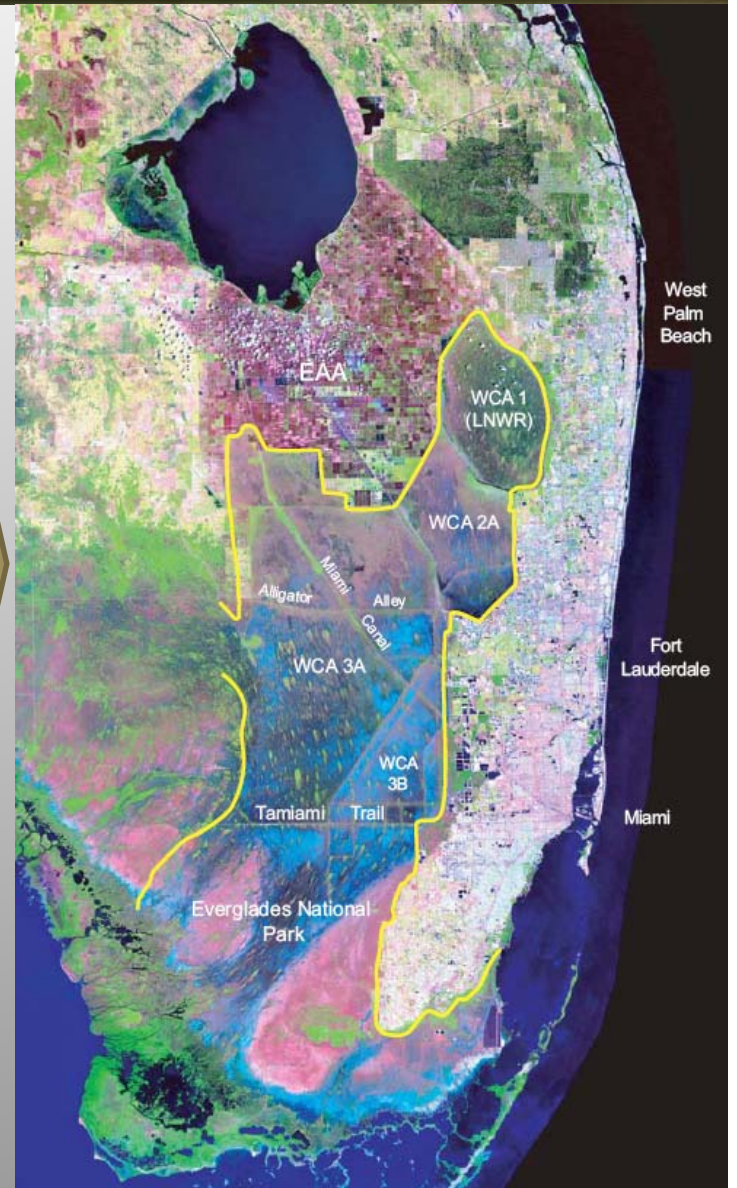 West
Palm
Beach
EAA
WCA 1
(LNWR)
WCA 2A
Miami
Canal
Alligator Alley
WCA 3A
Fort
Lauderdale
WCA
3B
Tamiami Trail
Miami
Everglades National
Park